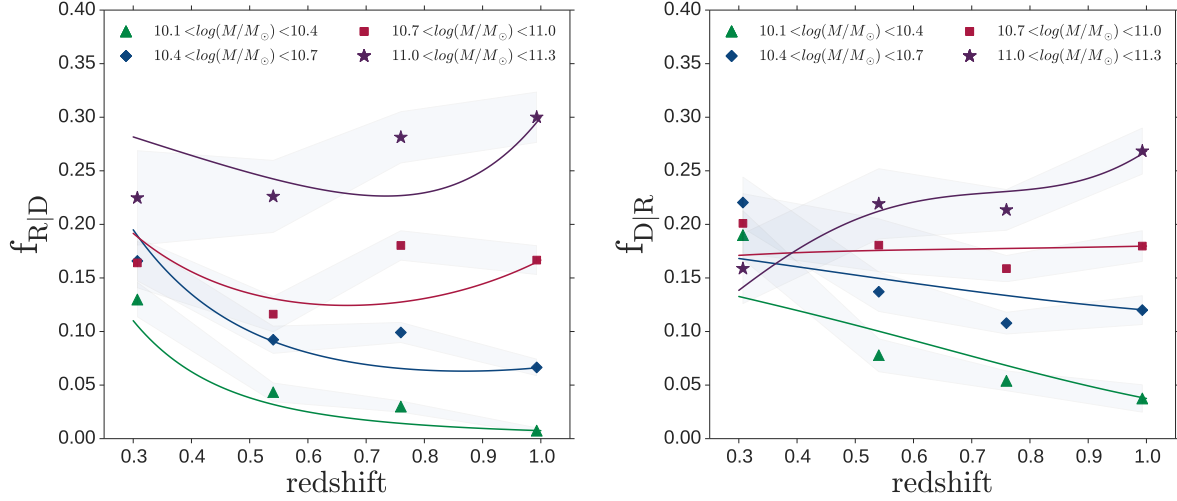 0.40
0.35
0.30
0.25
0.20
0.15
0.10
0.05
0.00
f_{R|D}
10.1 < log(M/M_⊙) < 10.4
10.4 < log(M/M_⊙) < 10.7
10.7 < log(M/M_⊙) < 11.0
11.0 < log(M/M_⊙) < 11.3
0.3 0.4 0.5 0.6 0.7 0.8 0.9 1.0
redshift
0.40
0.35
0.30
0.25
0.20
0.15
0.10
0.05
0.00
f_{D|R}
10.1 < log(M/M_⊙) < 10.4
10.4 < log(M/M_⊙) < 10.7
10.7 < log(M/M_⊙) < 11.0
11.0 < log(M/M_⊙) < 11.3
0.3 0.4 0.5 0.6 0.7 0.8 0.9 1.0
redshift